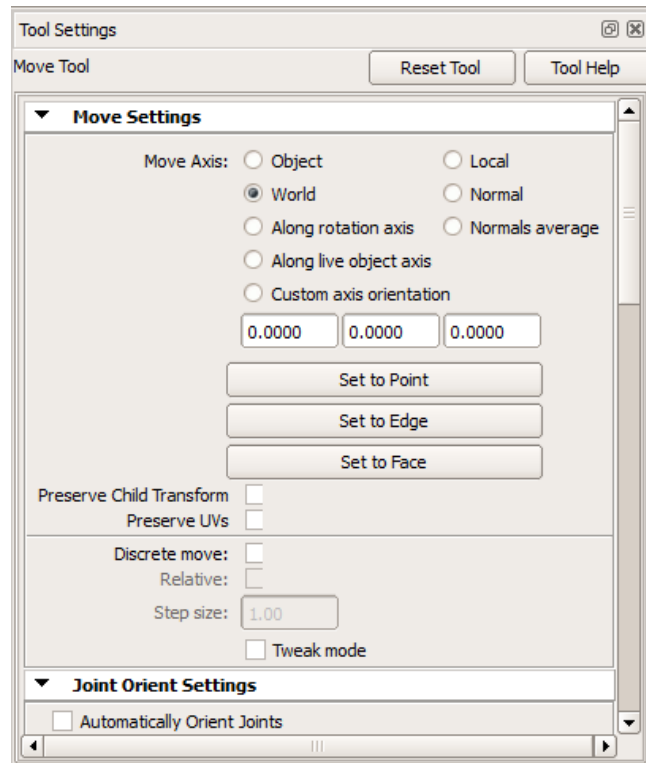 Tool Settings
Move Tool Reset Tool Tool Help
Move Settings
Move Axis: Object Local
World Normal
Along rotation axis Normals average
Along live object axis
Custom axis orientation
0.0000 0.0000 0.0000
Set to Point
Set to Edge
Set to Face
Preserve Child Transform
Preserve UVs
Discrete move:
Relative:
Step size: 1.00
Tweak mode
Joint Orient Settings
Automatically Orient Joints